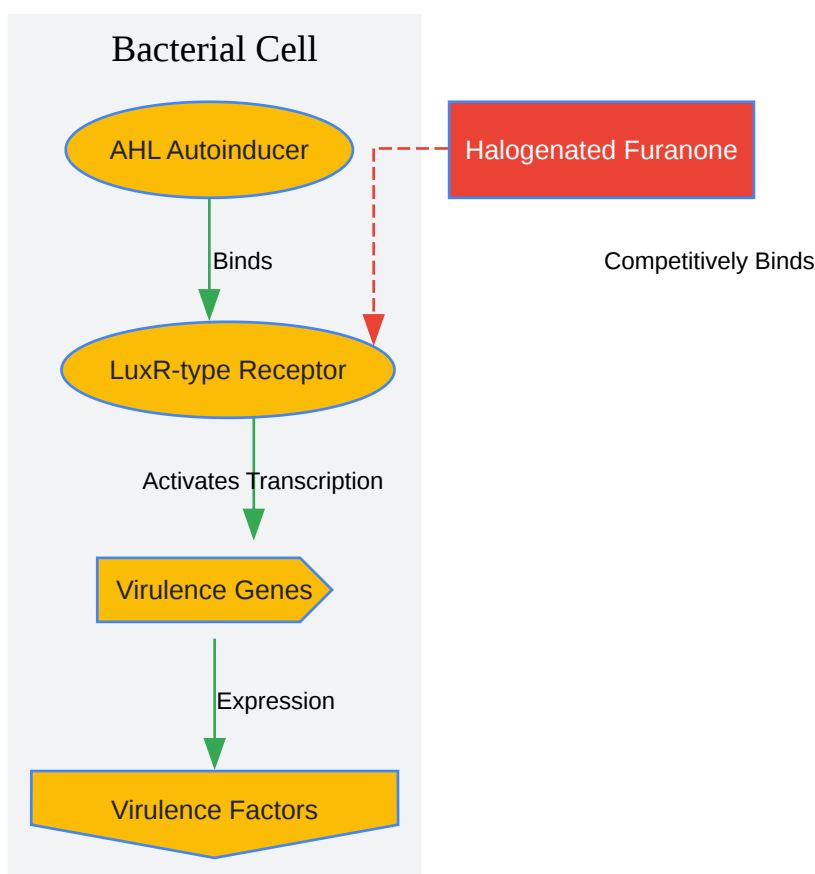 Bacterial Cell
AHL Autoinducer
Halogenated Furanone
Binds
Competitively Binds
LuxR-type Receptor
Activates Transcription
Virulence Genes
Expression
Virulence Factors